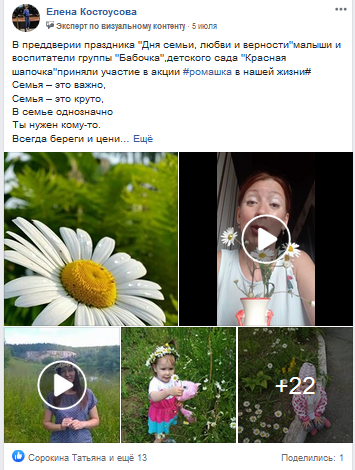 Елена Костоусова
Эксперт по визуальному контенту · 5 июля
В преддверии праздника "Дня семьи, любви и верности"малыши и
воспитатели группы "Бабочка",детского сада "Красная
шапочка"приняли участие в акции #ромашка в нашей жизни#
Семья – это важно,
Семья – это круто,
В семье однозначно
Ты нужен кому-то.
Всегда береги и цени... Ещё
+22
Сорокина Татьяна и ещё 13
Поделились: 1